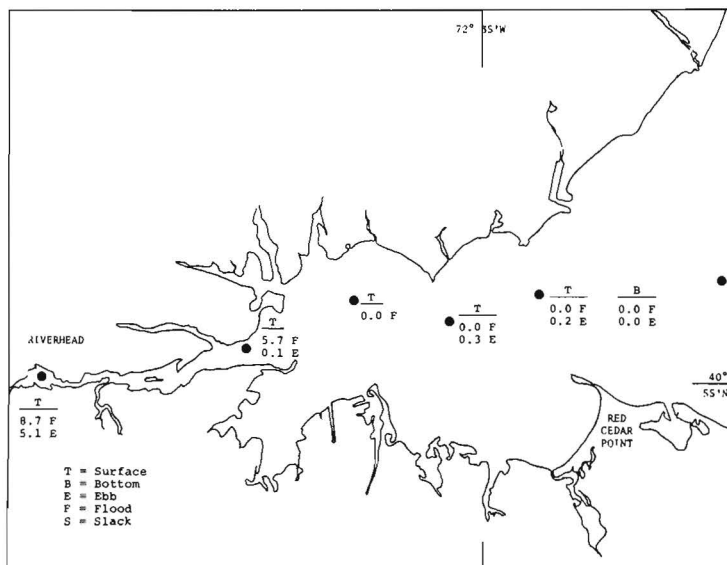 72° 35'W
T
0.0 F
T
0.0 F
0.3 E
T
0.0 F
0.2 E
B
0.0 F
0.0 E
T
5.7 F
0.1 E
RIVERHEAD
T
8.7 F
5.1 E
40°
55'N
RED
CEDAR
POINT
T = Surface
B = Bottom
E = Ebb
F = Flood
S = Slack